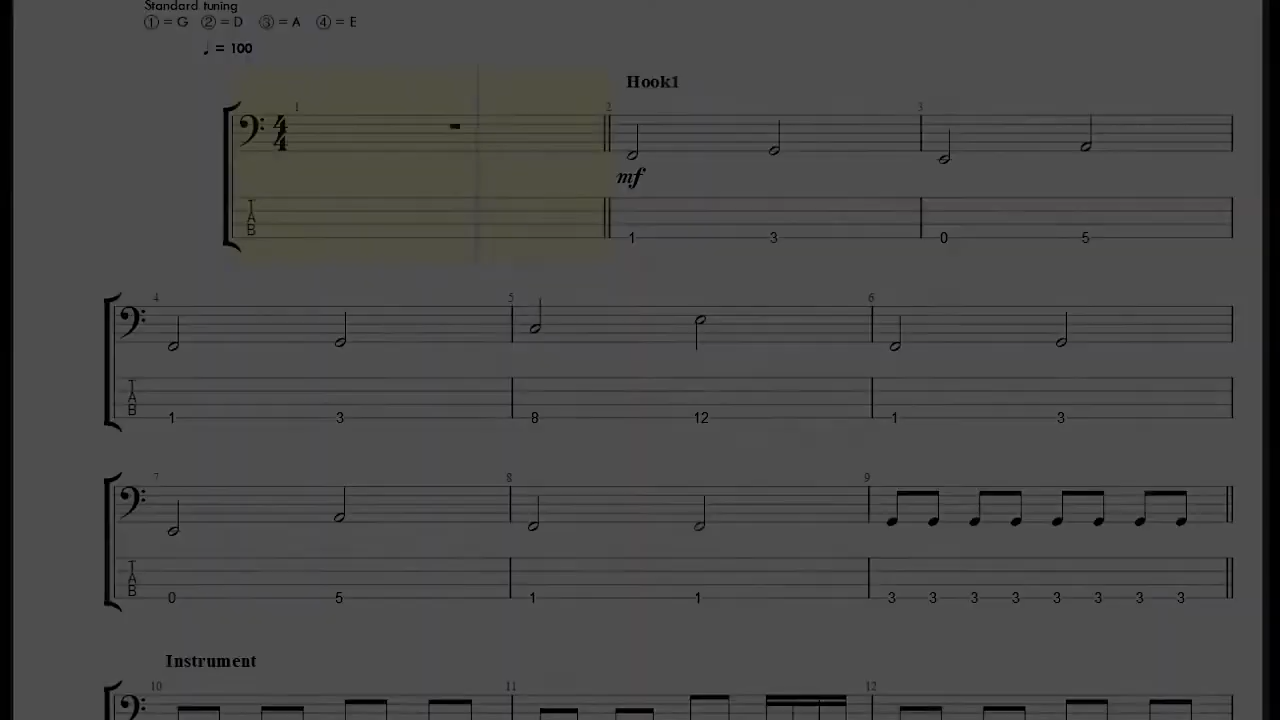 Standard tuning
① = G ② = D ③ = A ④ = E
♩ = 100
Hook1
1 2 3
4
4
mf
T
A
B
1 3 0 5
4 5 6
T
A
B
1 3 8 12 1 3
7 8 9
T
A
B
0 5 1 1 3 3 3 3 3 3 3 3
Instrument
10 11 12